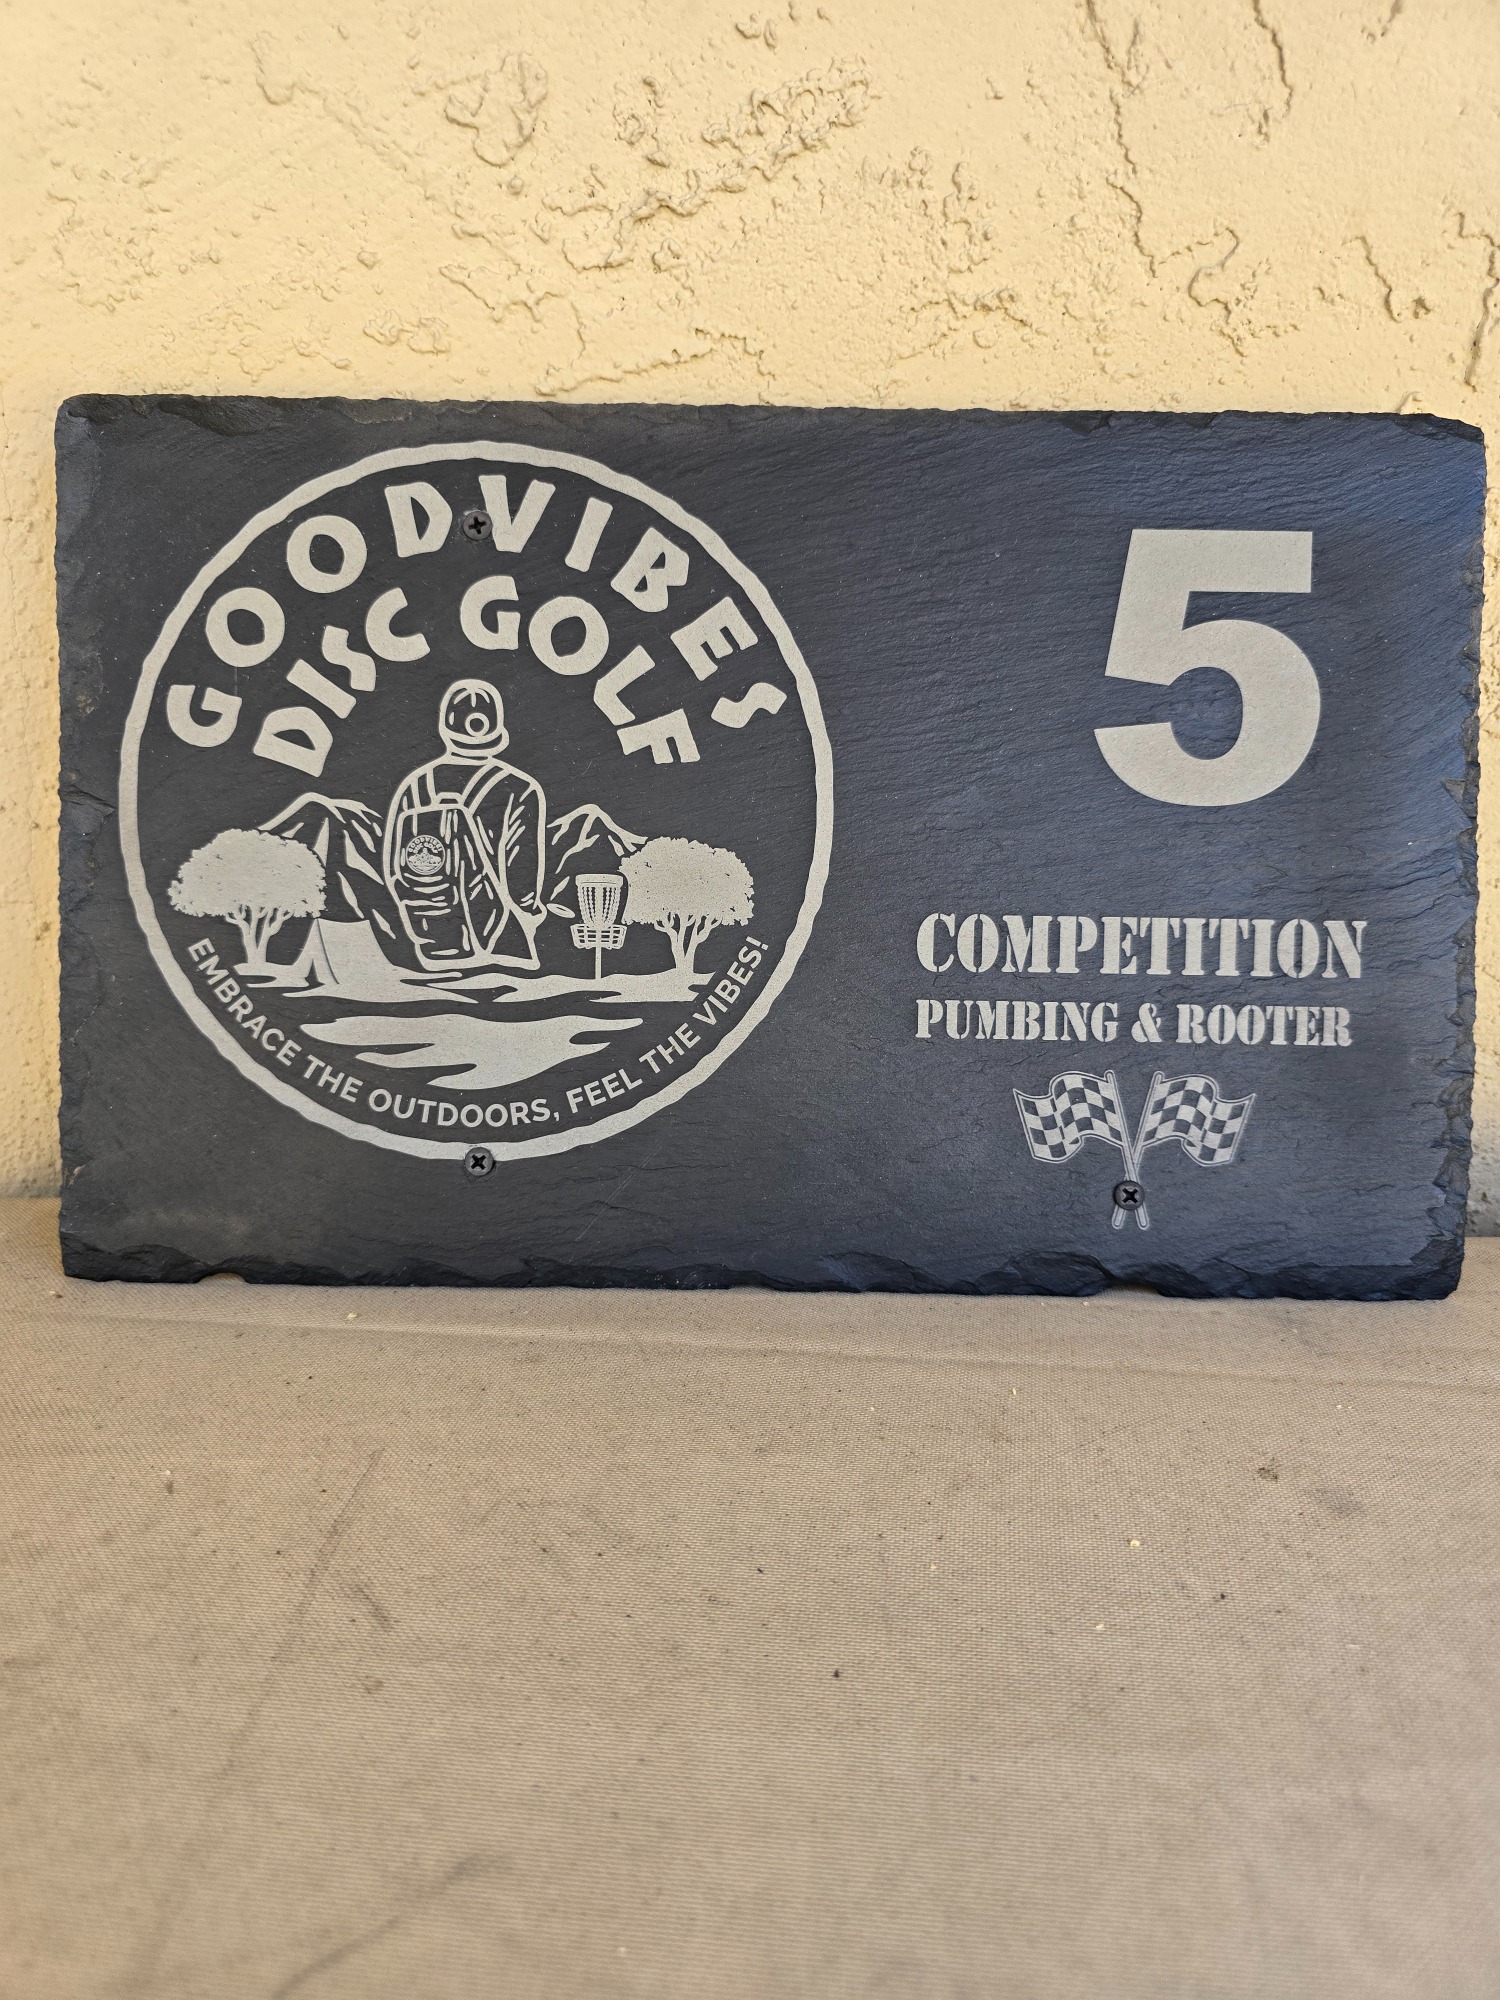 GOODVIBES
DISC GOLF
EMBRACE THE OUTDOORS, FEEL THE VIBES!
5
COMPETITION
PUMBING & ROOTER